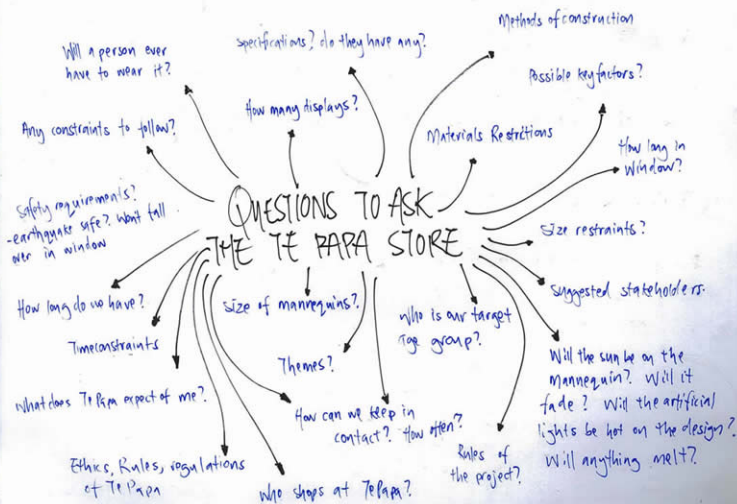 Methods of construction
Will a person ever
have to wear it?
Specifications? do they have any?
Possible key factors?
How many displays?
Any constraints to follow?
Materials Restrictions
How long in
Window?
Safety requirements?
-earthquake safe? Wont fall
over in window
QUESTIONS TO ASK
THE TE PAPA STORE
Size restraints?
Suggested stakeholders.
How long do we have?
Size of mannequins?
Who is our target
age group?
Timeconstraints
Themes?
Will the sun be on the
mannequin? Will it
fade? Will the artificial
lights be hot on the design?
Will anything melt?
What does Te Papa expect of me?
How can we keep in
contact? How often?
Rules of
the project?
Ethics, Rules, regulations
of Te Papa
Who shops at Te Papa?